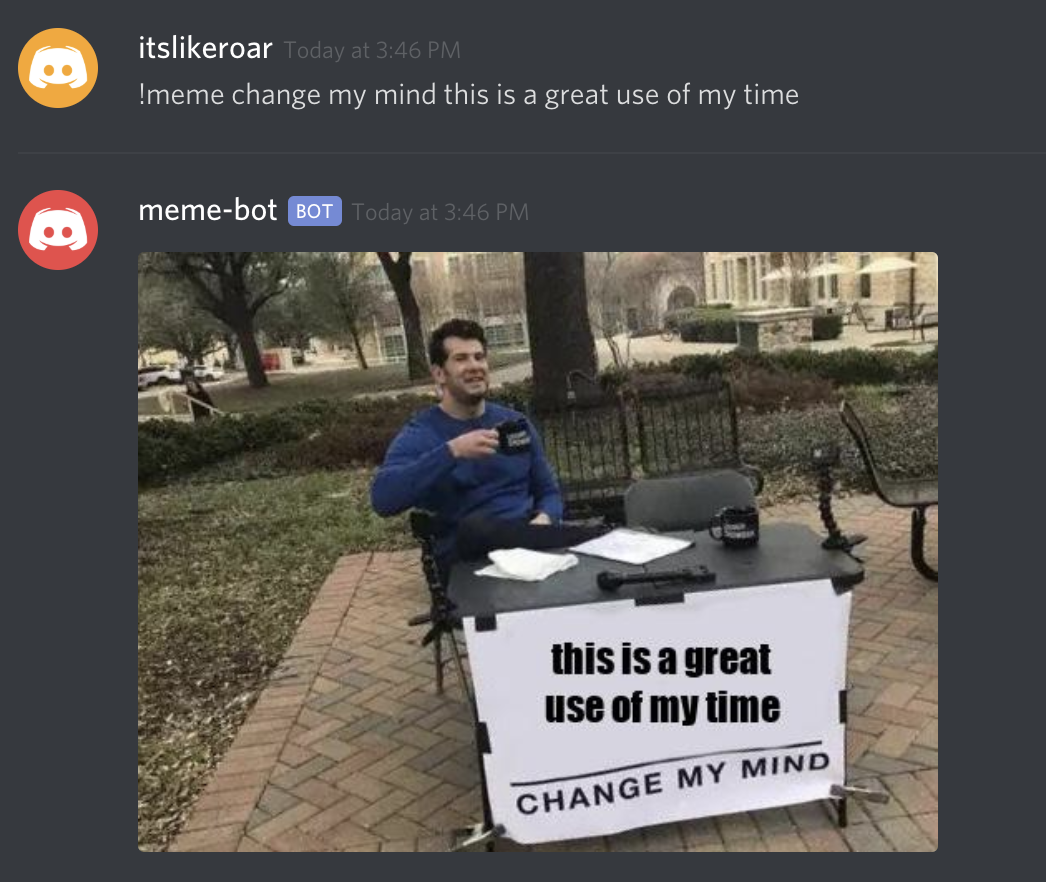 itslikeroar Today at 3:46 PM
!meme change my mind this is a great use of my time
meme-bot BOT Today at 3:46 PM
this is a great
use of my time
CHANGE MY MIND